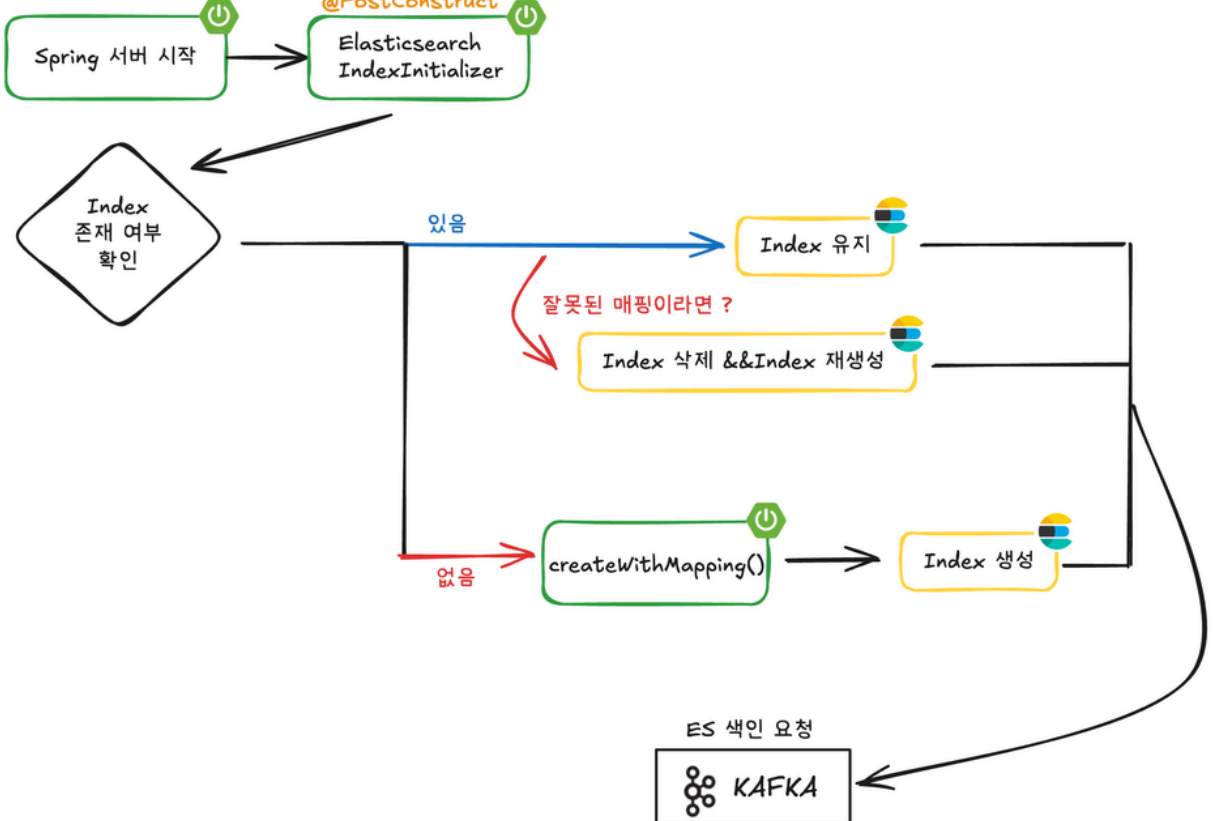 @PostConstruct
Spring 서버 시작
Elasticsearch
IndexInitializer
Index
존재 여부
확인
있음
Index 유지
잘못된 매핑이라면 ?
Index 삭제 &&Index 재생성
없음
createWithMapping()
Index 생성
ES 색인 요청
KAFKA